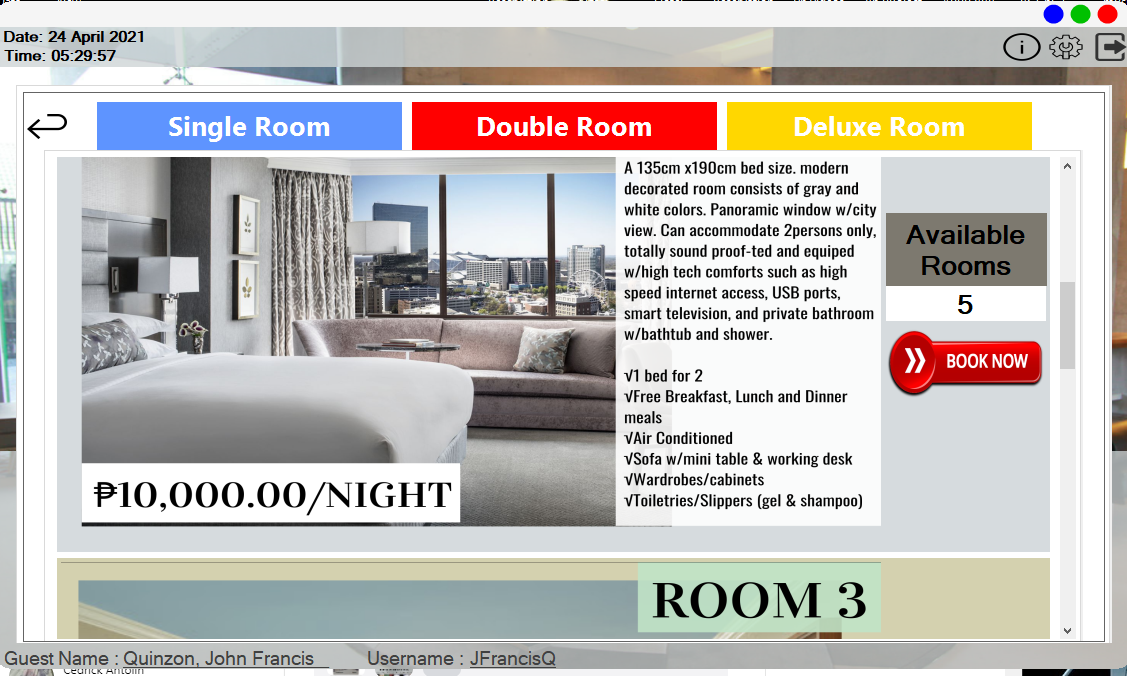 Date: 24 April 2021
Time: 05:29:57
Single Room
Double Room
Deluxe Room
A 135cm x190cm bed size. modern
decorated room consists of gray and
white colors. Panoramic window w/city
view. Can accommodate 2persons only,
totally sound proof-ted and equiped
w/high tech comforts such as high
speed internet access, USB ports,
smart television, and private bathroom
w/bathtub and shower.
√1 bed for 2
√Free Breakfast, Lunch and Dinner
meals
√Air Conditioned
√Sofa w/mini table & working desk
√Wardrobes/cabinets
√Toiletries/Slippers (gel & shampoo)
₱10,000.00/NIGHT
Available
Rooms
5
BOOK NOW
ROOM 3
Guest Name : Quinzon, John Francis
Username : JFrancisQ
Cedrick Antolin